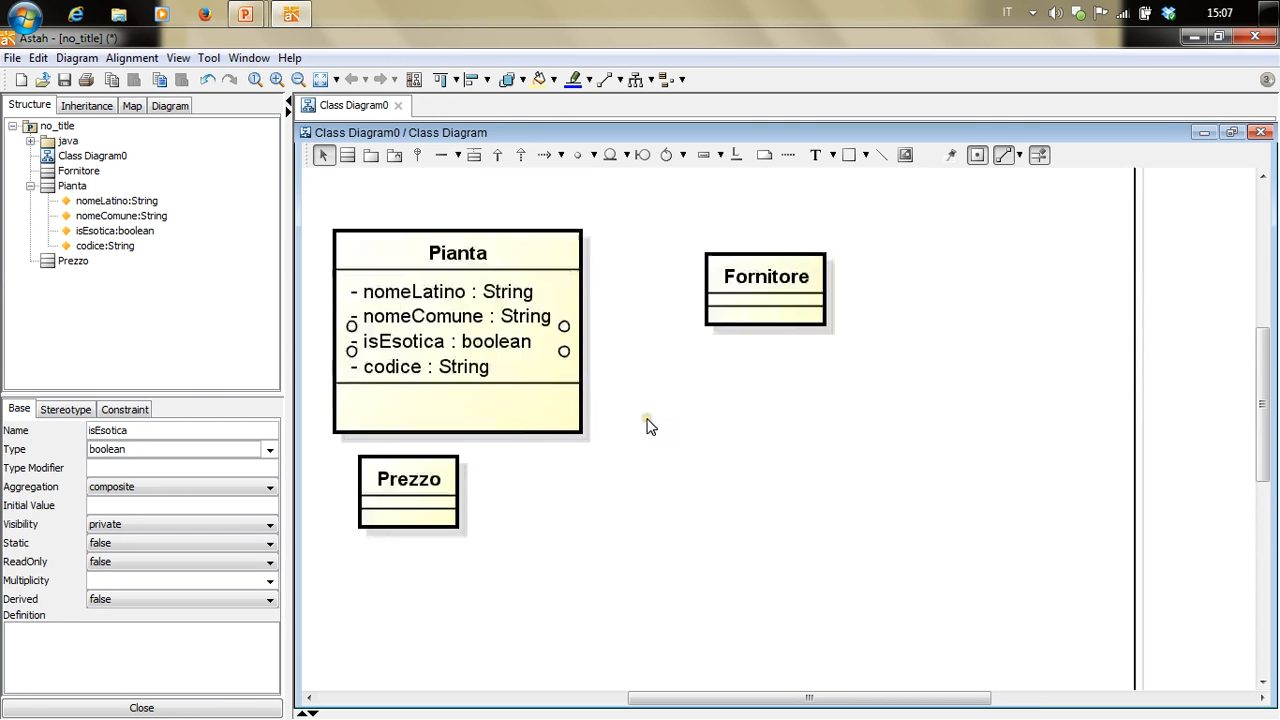 IT
15:07
Astah - [no_title] (*)
File Edit Diagram Alignment View Tool Window Help
Structure Inheritance Map Diagram
Class Diagram0
no_title
java
Class Diagram0
Fornitore
Pianta
nomeLatino:String
nomeComune:String
isEsotica:boolean
codice:String
Prezzo
Class Diagram0 / Class Diagram
Pianta
- nomeLatino : String
- nomeComune : String
- isEsotica : boolean
- codice : String
Fornitore
Prezzo
Base Stereotype Constraint
Name isEsotica
Type boolean
Type Modifier
Aggregation composite
Initial Value
Visibility private
Static false
ReadOnly false
Multiplicity
Derived false
Definition
Close